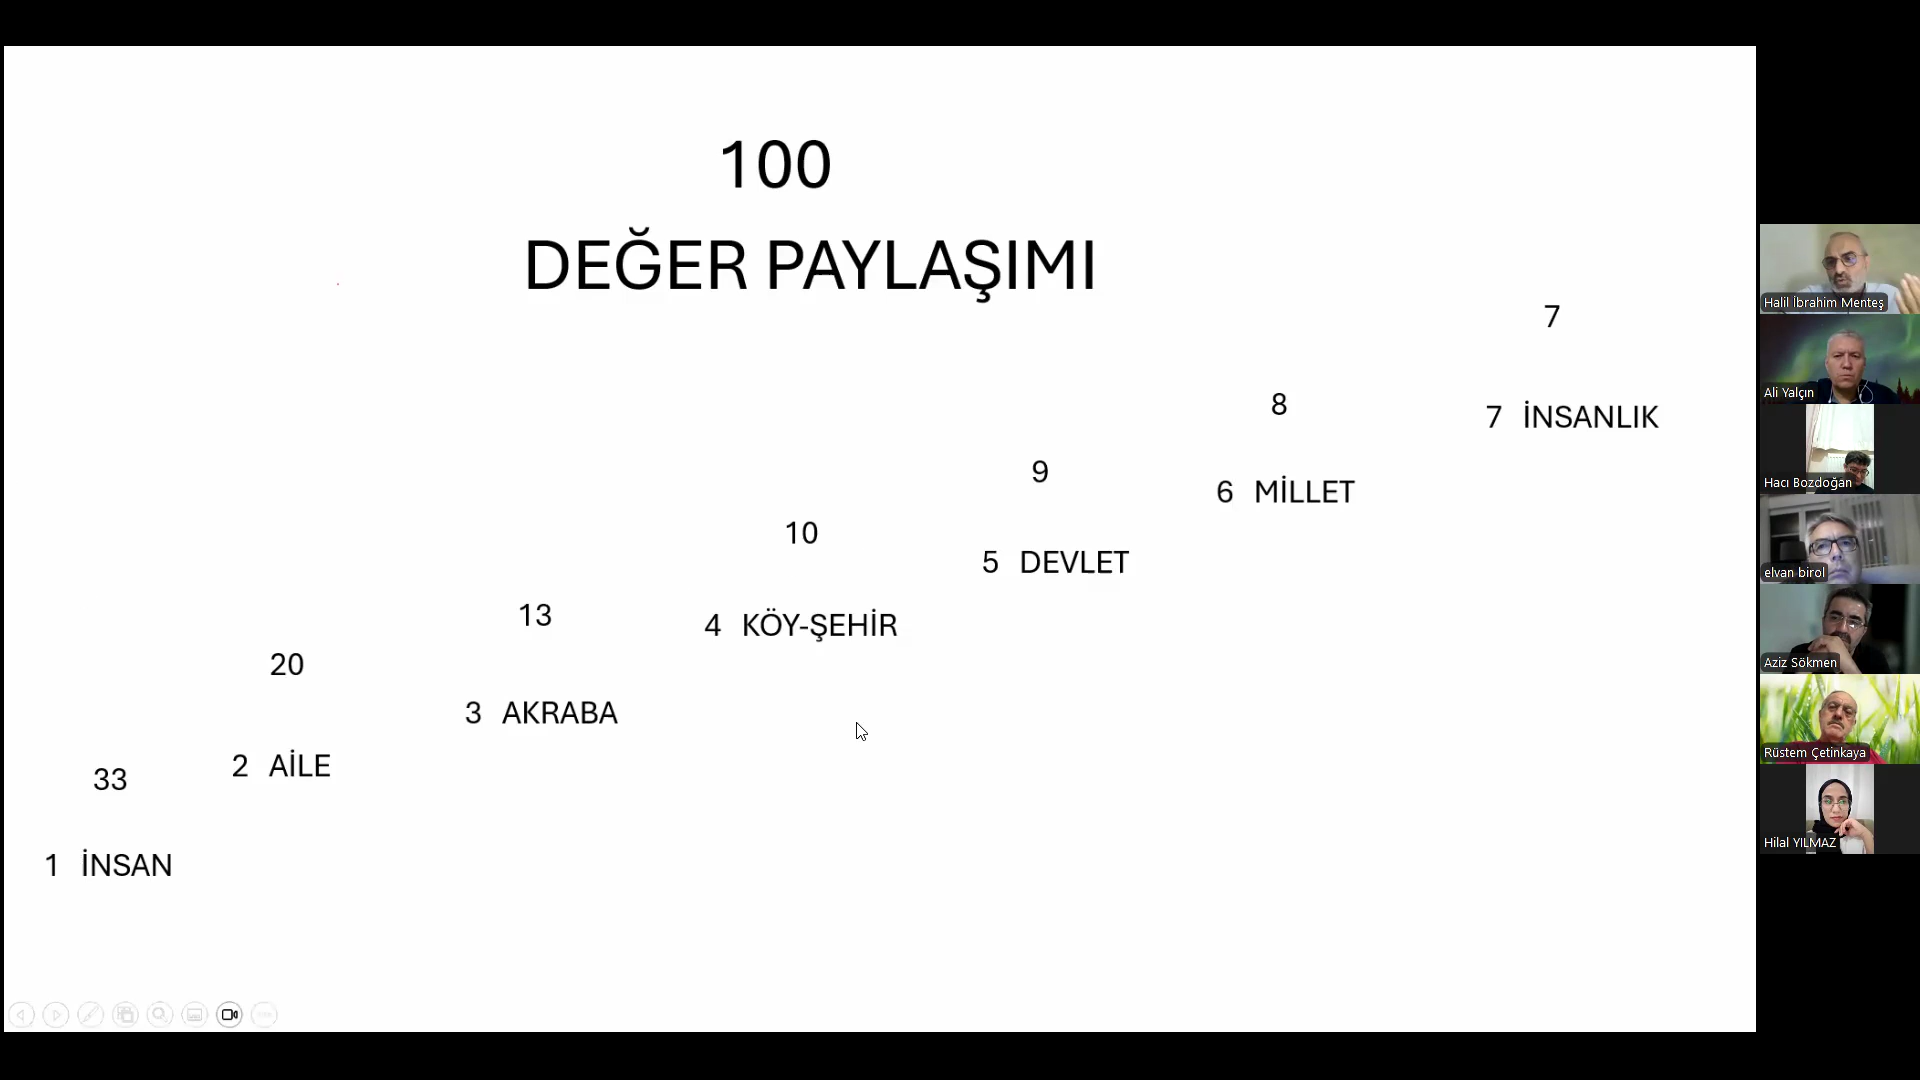 100
DEĞER PAYLAŞIMI
7
7 İNSANLIK
8
6 MİLLET
9
5 DEVLET
10
4 KÖY-ŞEHİR
13
3 AKRABA
20
2 AİLE
33
1 İNSAN
Halil İbrahim Menteş
Ali Yalçın
Hacı Bozdoğan
elvan birol
Aziz Sökmen
Rüstem Çetinkaya
Hilal YILMAZ